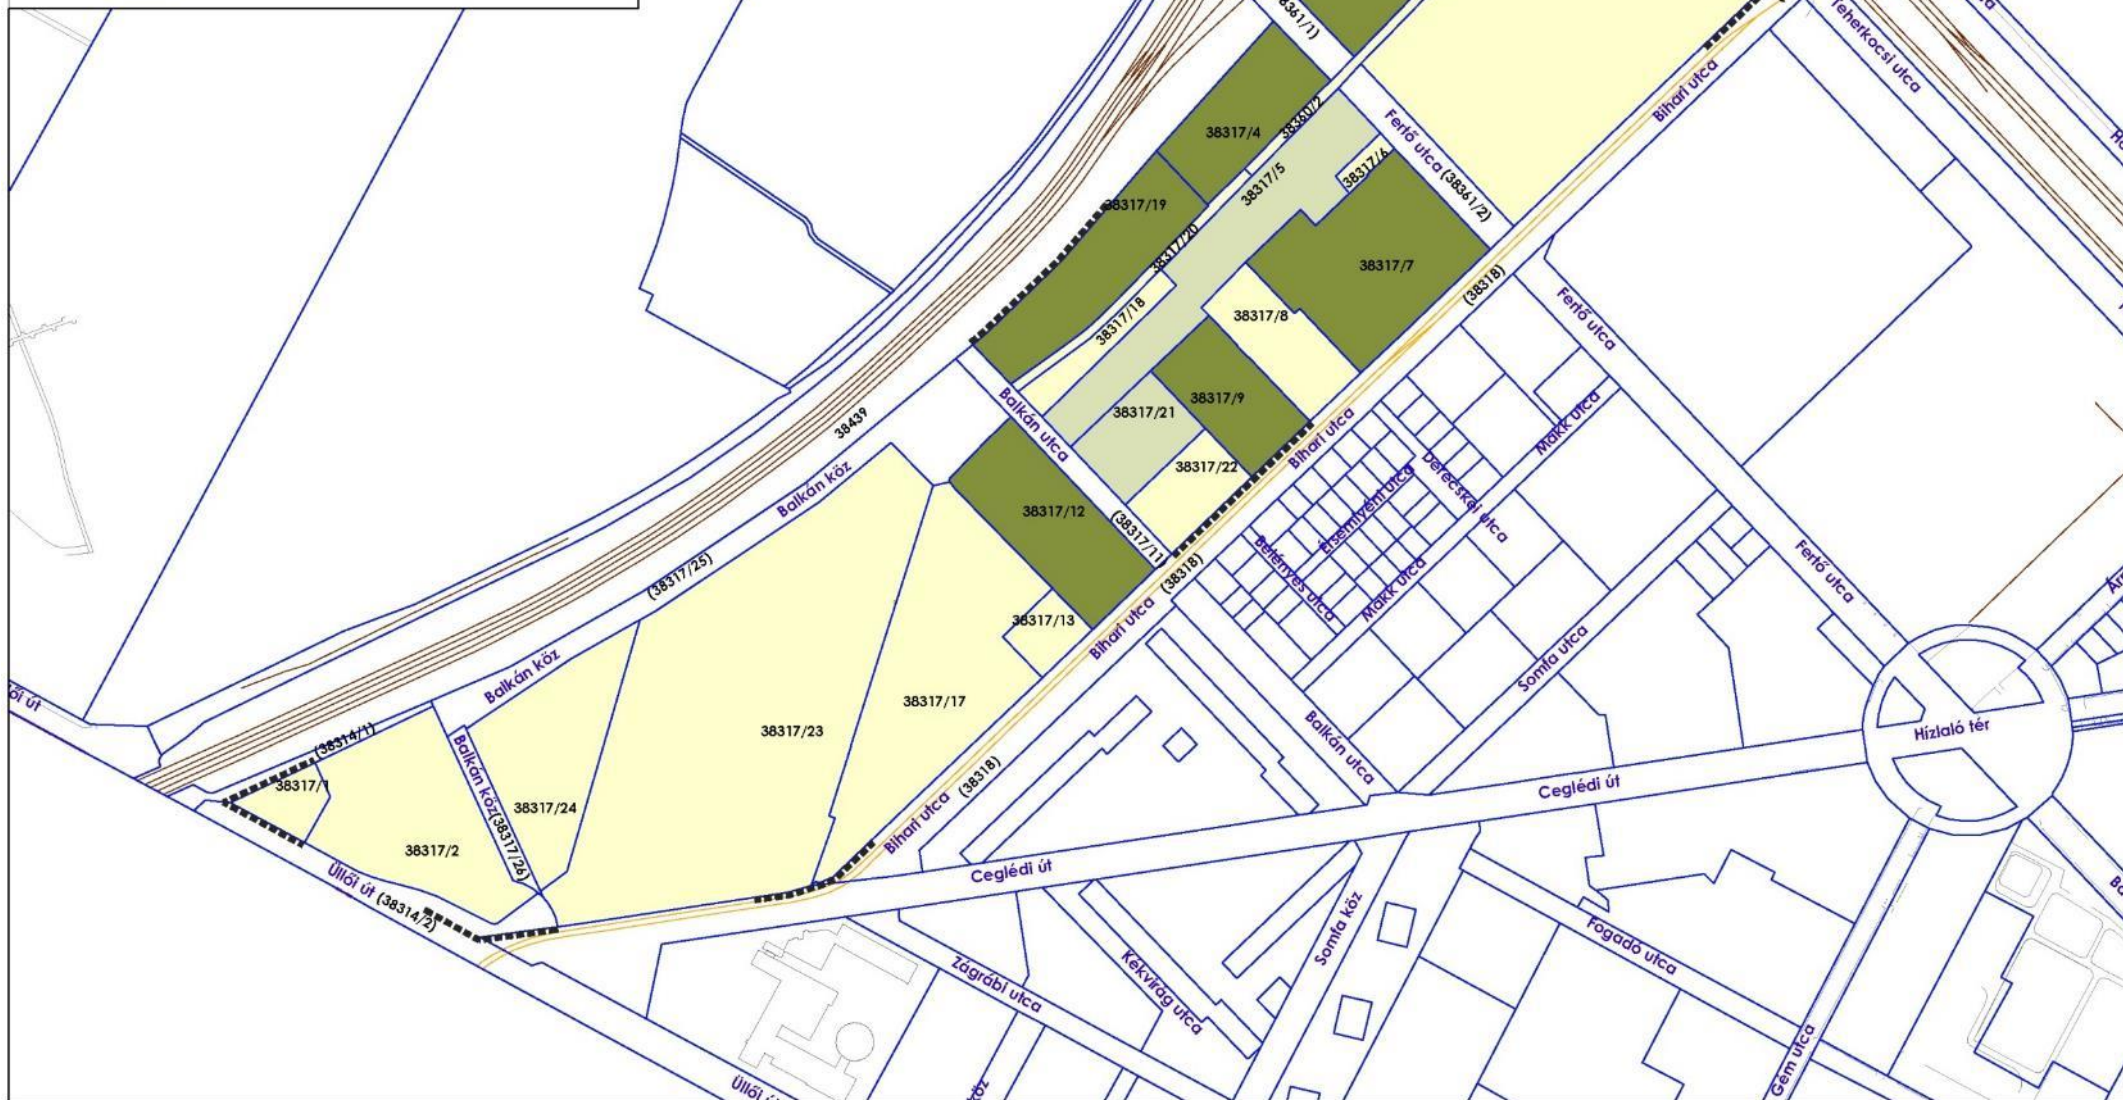 Teherkocsi utca
Bihari utca
38317/4
38360/2
Fertő utca (38361/2)
38317/6
38317/5
38317/19
38317/20
38317/7
(38318)
38317/18
38317/8
Fertő utca
38317/9
38317/21
Balkán utca
38439
Makk utca
Bihari utca
38317/22
Derecskei utca
Balkán köz
Érsemlyéni utca
38317/12
(38317/11)
Belényes utca
(38318)
Fertő utca
(38317/25)
Makk utca
38317/13
Bihari utca
Somfa utca
Balkán köz
38317/17
38317/23
(38314/1)
Balkán utca
Hízlaló tér
38317/1
Balkán köz (38317/26)
(38318)
Ceglédi út
38317/24
Bihari utca
38317/2
Ceglédi út
Üllői út (38314/2)
Somfa köz
Fogadó utca
Zágrábi utca
Kékvirág utca
Gém utca
Üllői
köz